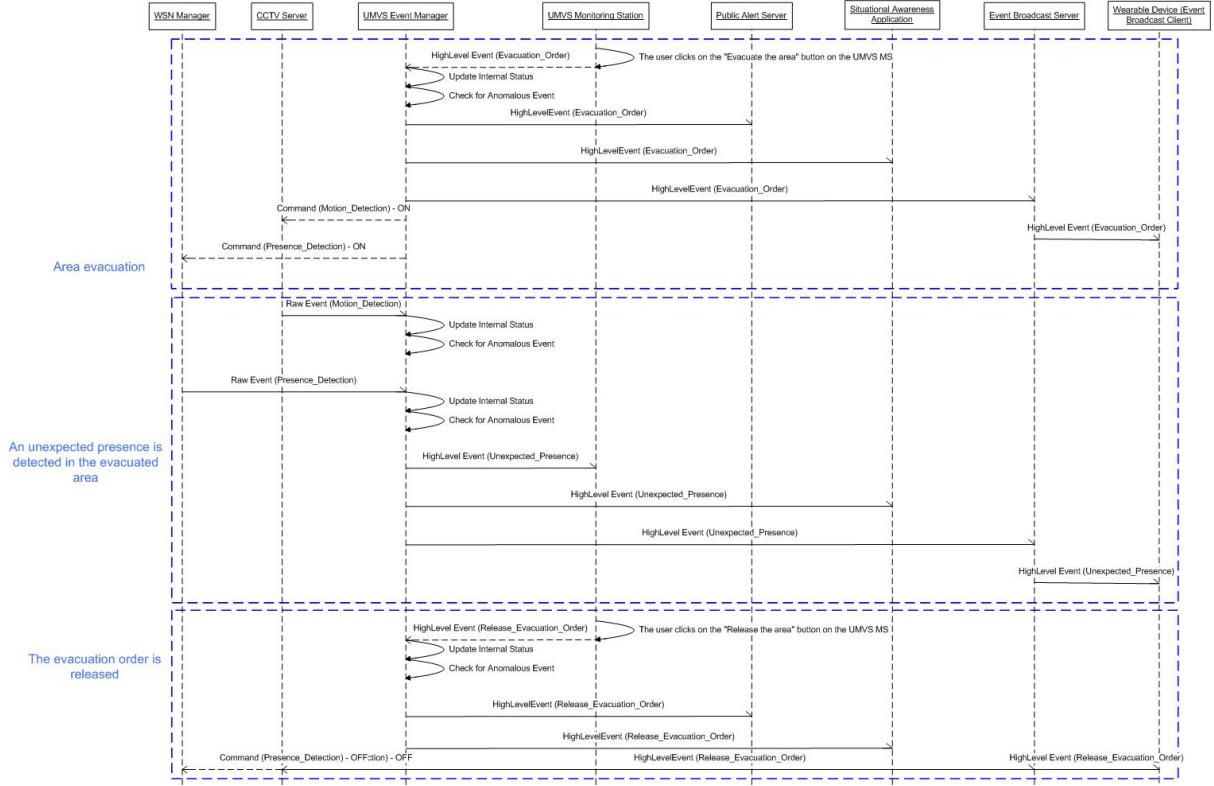 WSN Manager
CCTV Server
UMVS Event Manager
UMVS Monitoring Station
Public Alert Server
Situational Awareness
Application
Event Broadcast Server
Wearable Device (Event
Broadcast Client)
HighLevel Event (Evacuation_Order)
The user clicks on the "Evacuate the area" button on the UMVS MS
Update Internal Status
Check for Anomalous Event
HighLevelEvent (Evacuation_Order)
HighLevelEvent (Evacuation_Order)
HighLevelEvent (Evacuation_Order)
Command (Motion_Detection) - ON
HighLevel Event (Evacuation_Order)
Command (Presence_Detection) - ON
Area evacuation
Raw Event (Motion_Detection)
Update Internal Status
Check for Anomalous Event
Raw Event (Presence_Detection)
Update Internal Status
Check for Anomalous Event
An unexpected presence is
detected in the evacuated
area
HighLevel Event (Unexpected_Presence)
HighLevel Event (Unexpected_Presence)
HighLevel Event (Unexpected_Presence)
HighLevel Event (Unexpected_Presence)
HighLevel Event (Release_Evacuation_Order)
The user clicks on the "Release the area" button on the UMVS MS
Update Internal Status
Check for Anomalous Event
The evacuation order is
released
HighLevelEvent (Release_Evacuation_Order)
HighLevelEvent (Release_Evacuation_Order)
Command (Presence_Detection) - OFF
ction) - OFF
HighLevelEvent (Release_Evacuation_Order)
HighLevel Event (Release_Evacuation_Order)